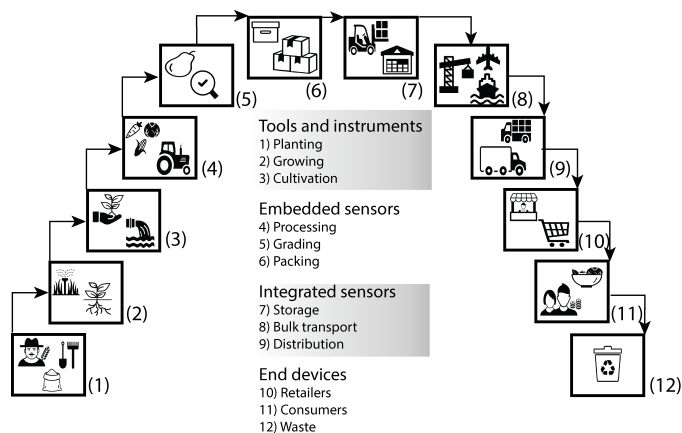 (5)
(6)
(7)
(8)
(4)
(9)
(3)
(10)
(2)
(11)
(1)
(12)
Tools and instruments
1) Planting
2) Growing
3) Cultivation
Embedded sensors
4) Processing
5) Grading
6) Packing
Integrated sensors
7) Storage
8) Bulk transport
9) Distribution
End devices
10) Retailers
11) Consumers
12) Waste